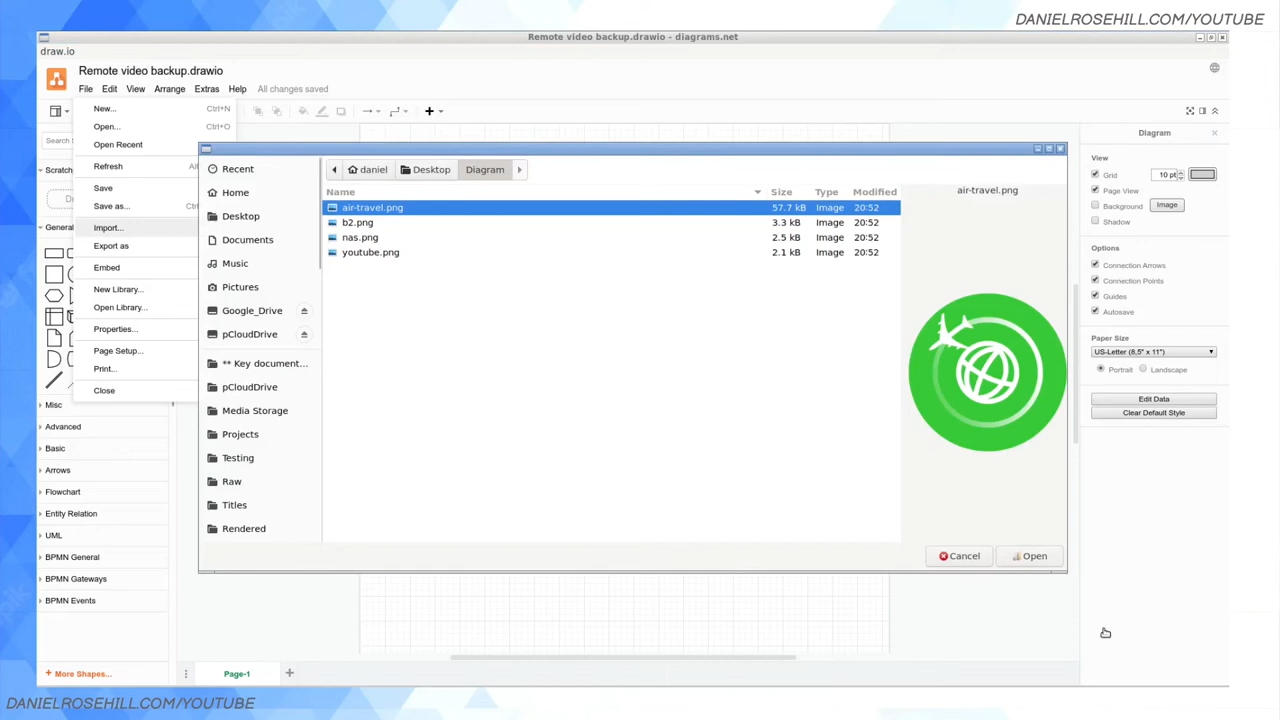 DANIELROSEHILL.COM/YOUTUBE
Remote video backup.drawio - diagrams.net
draw.io
Remote video backup.drawio
File Edit View Arrange Extras Help All changes saved
New... Ctrl+N
Open... Ctrl+O
Open Recent
Refresh
Save
Save as... Ctrl
Import...
Export as
Embed
New Library...
Open Library...
Properties...
Page Setup...
Print...
Close
Search
Scratch
General
Misc
Advanced
Basic
Arrows
Flowchart
Entity Relation
UML
BPMN General
BPMN Gateways
BPMN Events
+ More Shapes...
Recent
Home
Desktop
Documents
Music
Pictures
Google_Drive
pCloudDrive
** Key document...
pCloudDrive
Media Storage
Projects
Testing
Raw
Titles
Rendered
daniel Desktop Diagram
Name Size Type Modified
air-travel.png 57.7 kB Image 20:52
b2.png 3.3 kB Image 20:52
nas.png 2.5 kB Image 20:52
youtube.png 2.1 kB Image 20:52
air-travel.png
Cancel Open
Diagram
View
Grid 10 pt
Page View
Background Image
Shadow
Options
Connection Arrows
Connection Points
Guides
Autosave
Paper Size
US-Letter (8,5" x 11")
Portrait Landscape
Edit Data
Clear Default Style
Page-1
DANIELROSEHILL.COM/YOUTUBE